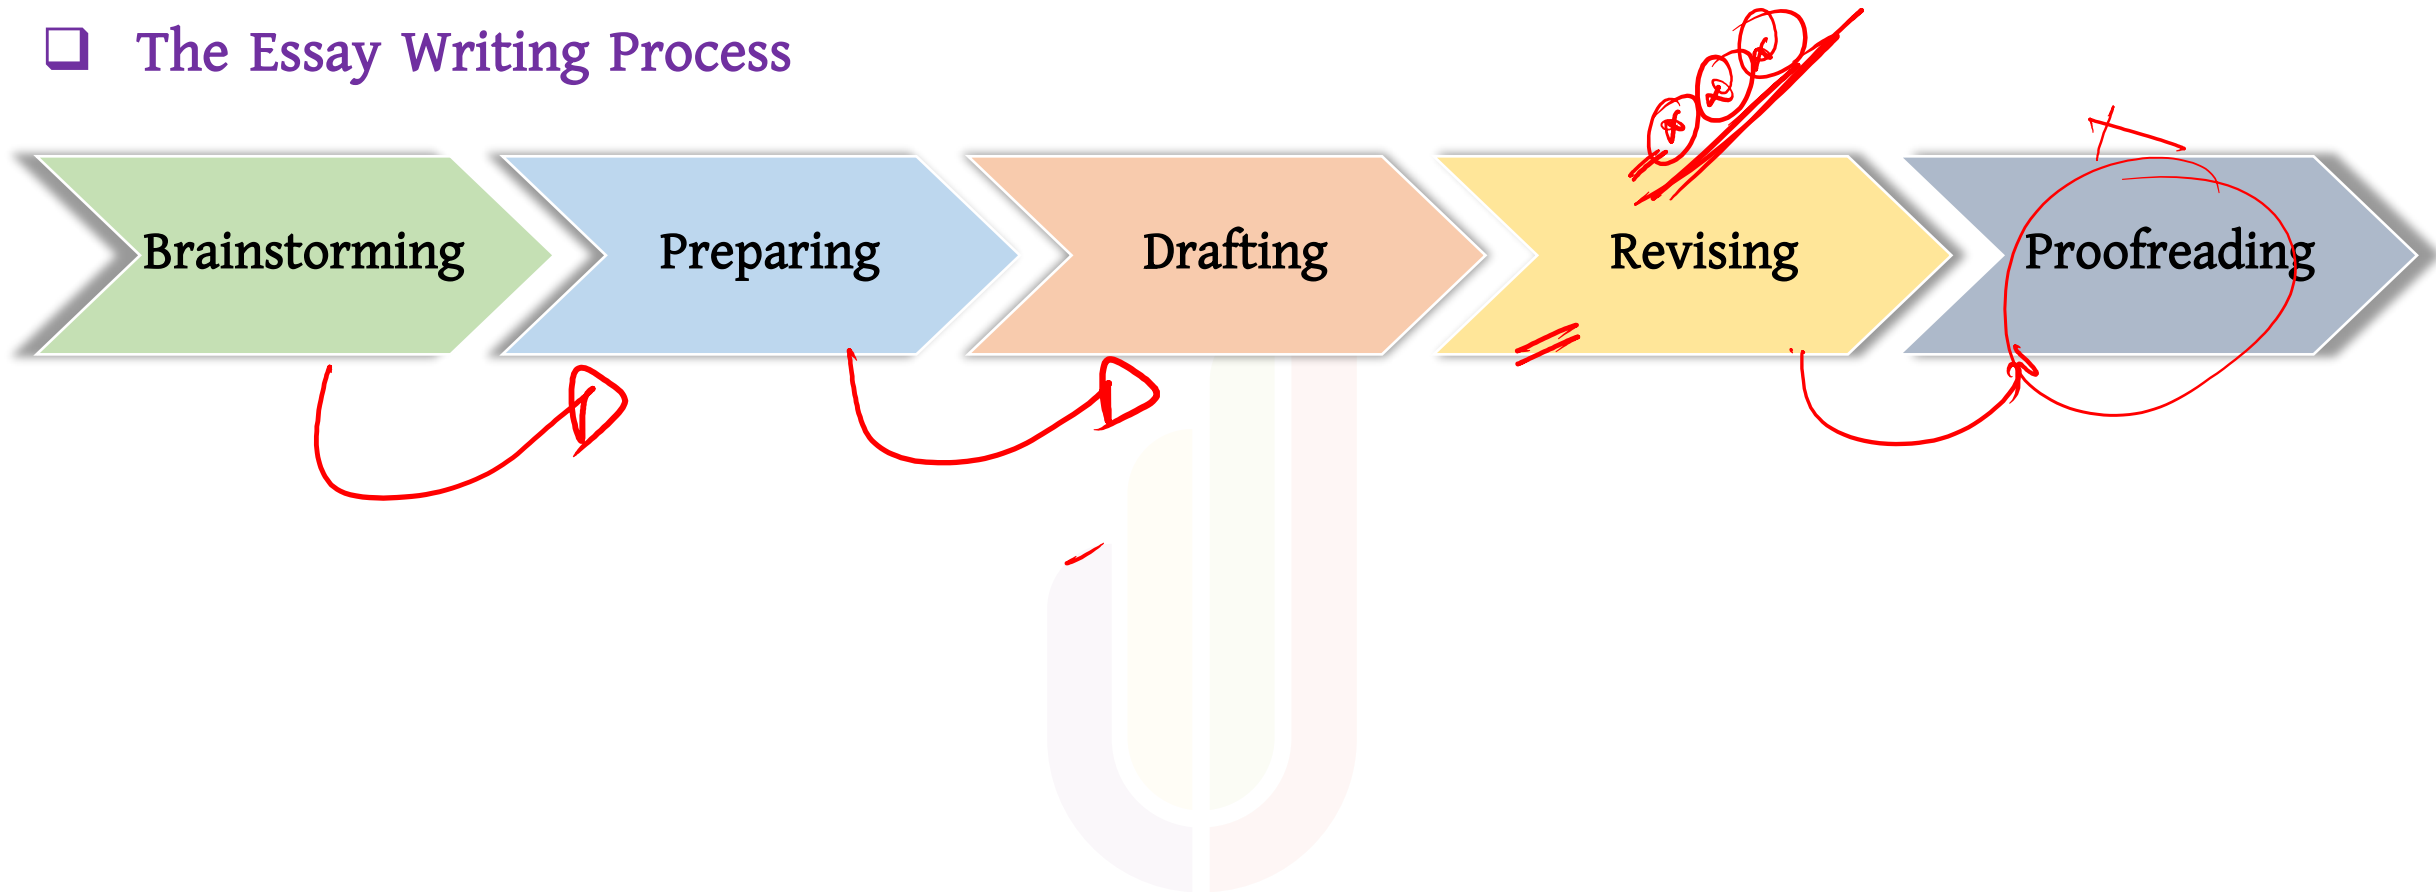 The Essay Writing Process
Brainstorming
Preparing
Drafting
Revising
Proofreading